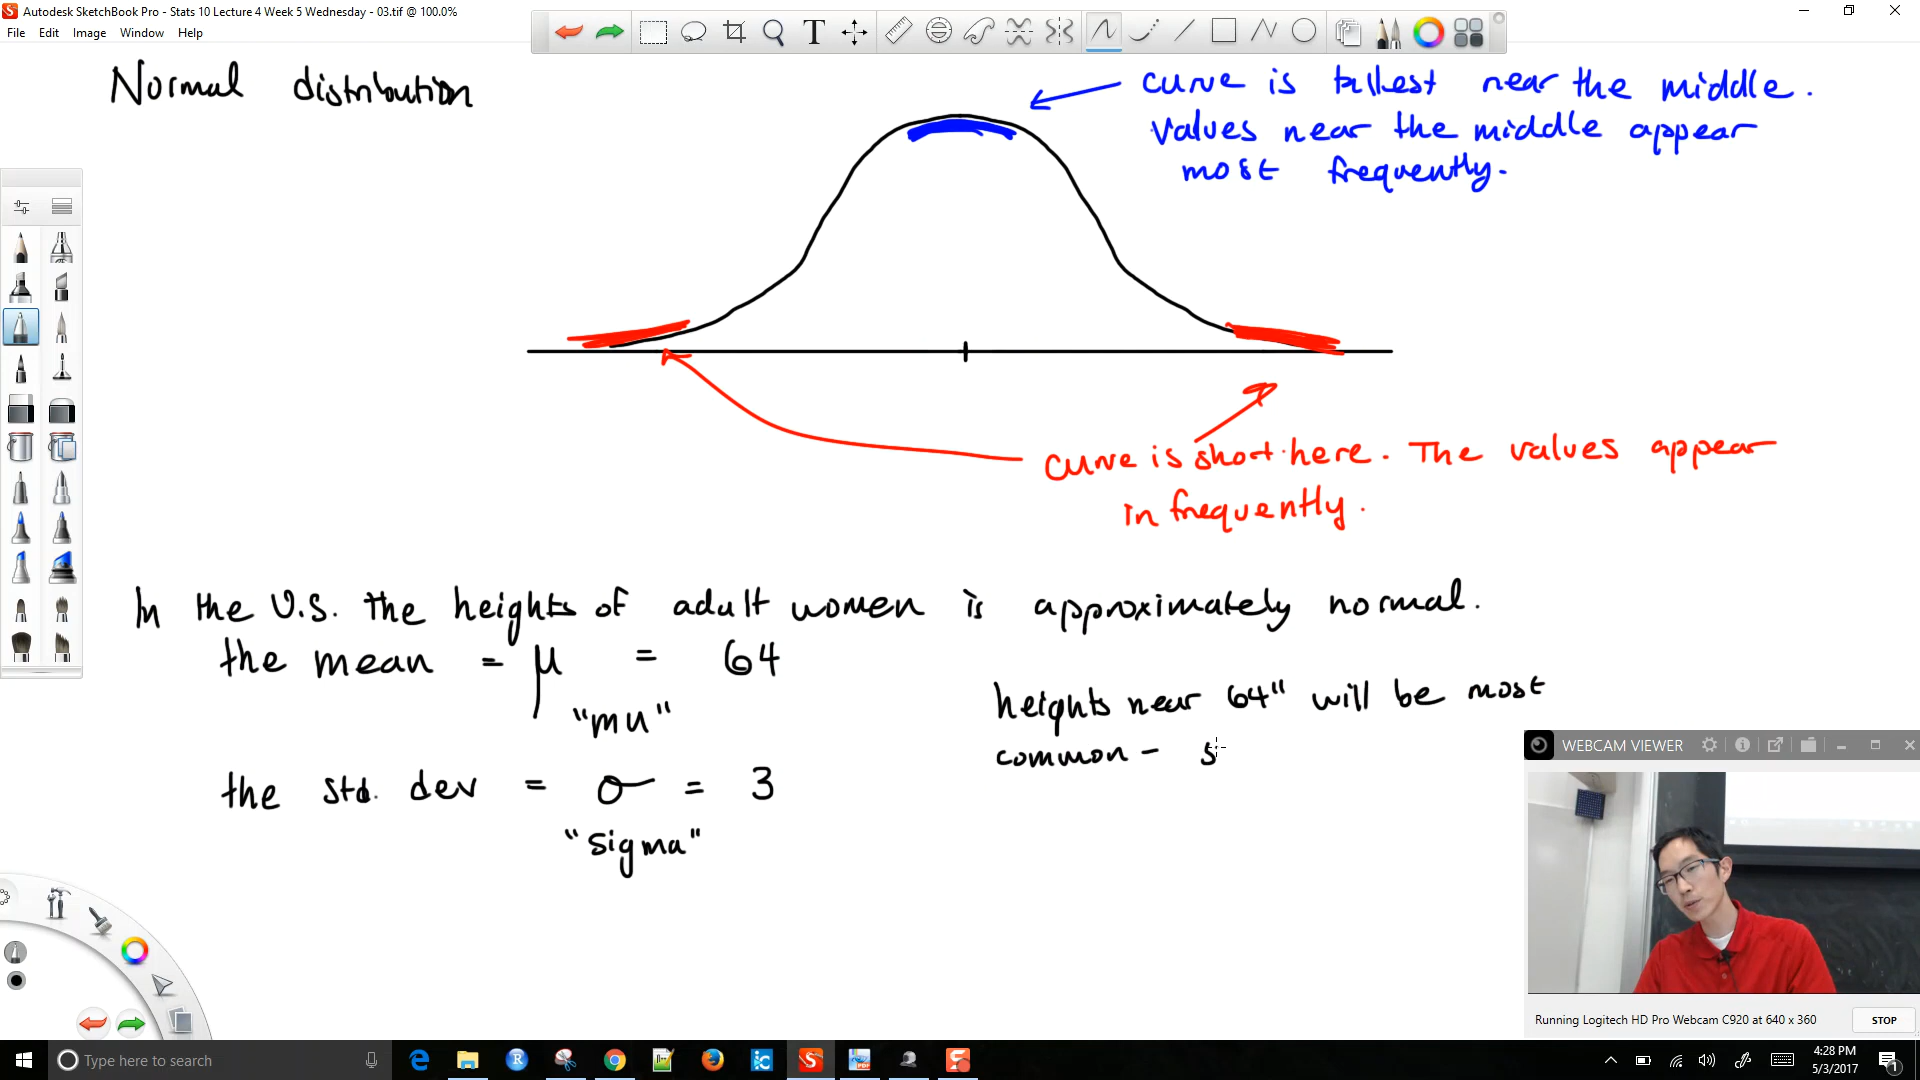 Autodesk SketchBook Pro - Stats 10 Lecture 4 Week 5 Wednesday - 03.tif @ 100.0%
File Edit Image Window Help
Normal distribution
curve is tallest near the middle.
Values near the middle appear
most frequently.
curve is short here. The values appear
infrequently.
In the U.S. the heights of adult women is approximately normal.
the mean = μ = 64
"mu"
heights near 64" will be most
common - s
the std. dev = σ = 3
"sigma"
WEBCAM VIEWER
Running Logitech HD Pro Webcam C920 at 640 x 360
STOP
Type here to search
4:28 PM
5/3/2017